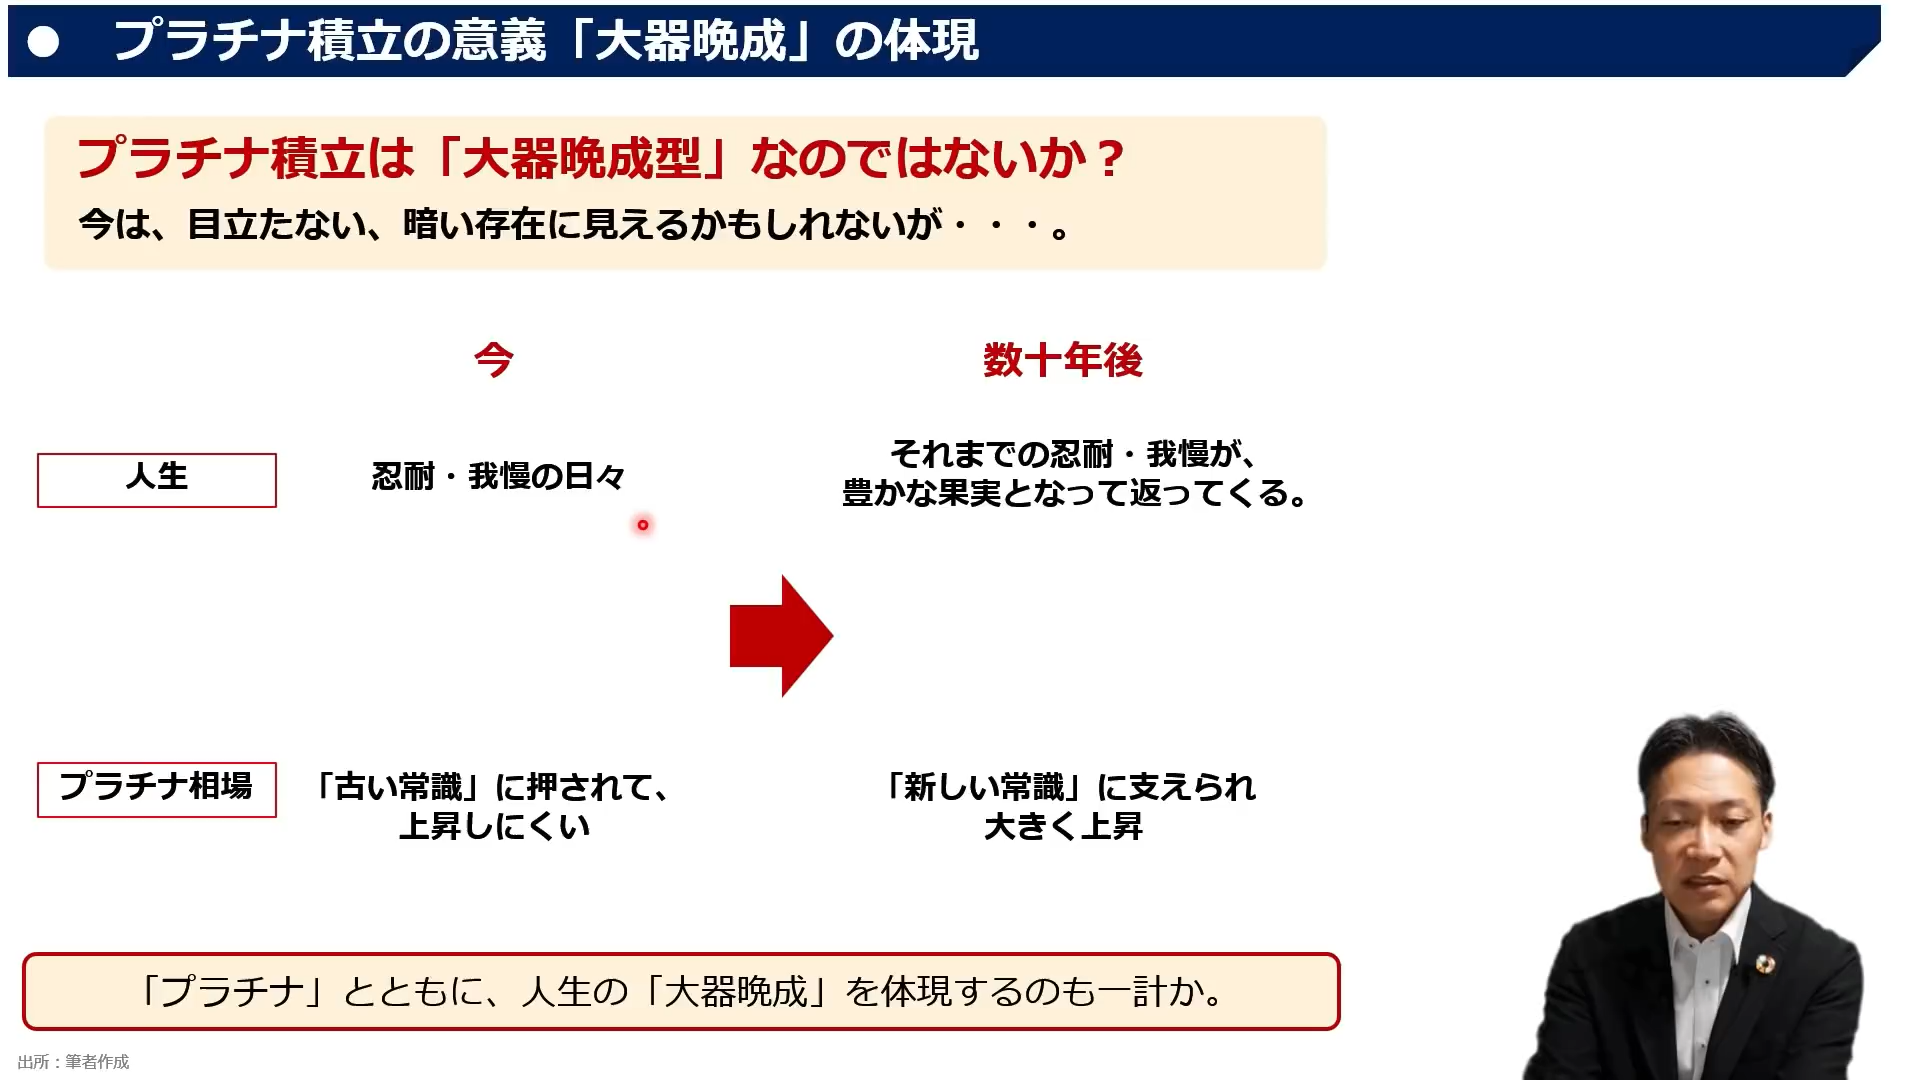 プラチナ積立の意義「大器晩成」の体現
プラチナ積立は「大器晩成型」なのではないか？
今は、目立たない、暗い存在に見えるかもしれないが・・・。
今
数十年後
人生
忍耐・我慢の日々
それまでの忍耐・我慢が、
豊かな果実となって返ってくる。
プラチナ相場
「古い常識」に押されて、
上昇しにくい
「新しい常識」に支えられ
大きく上昇
「プラチナ」とともに、人生の「大器晩成」を体現するのも一計か。
出所：筆者作成